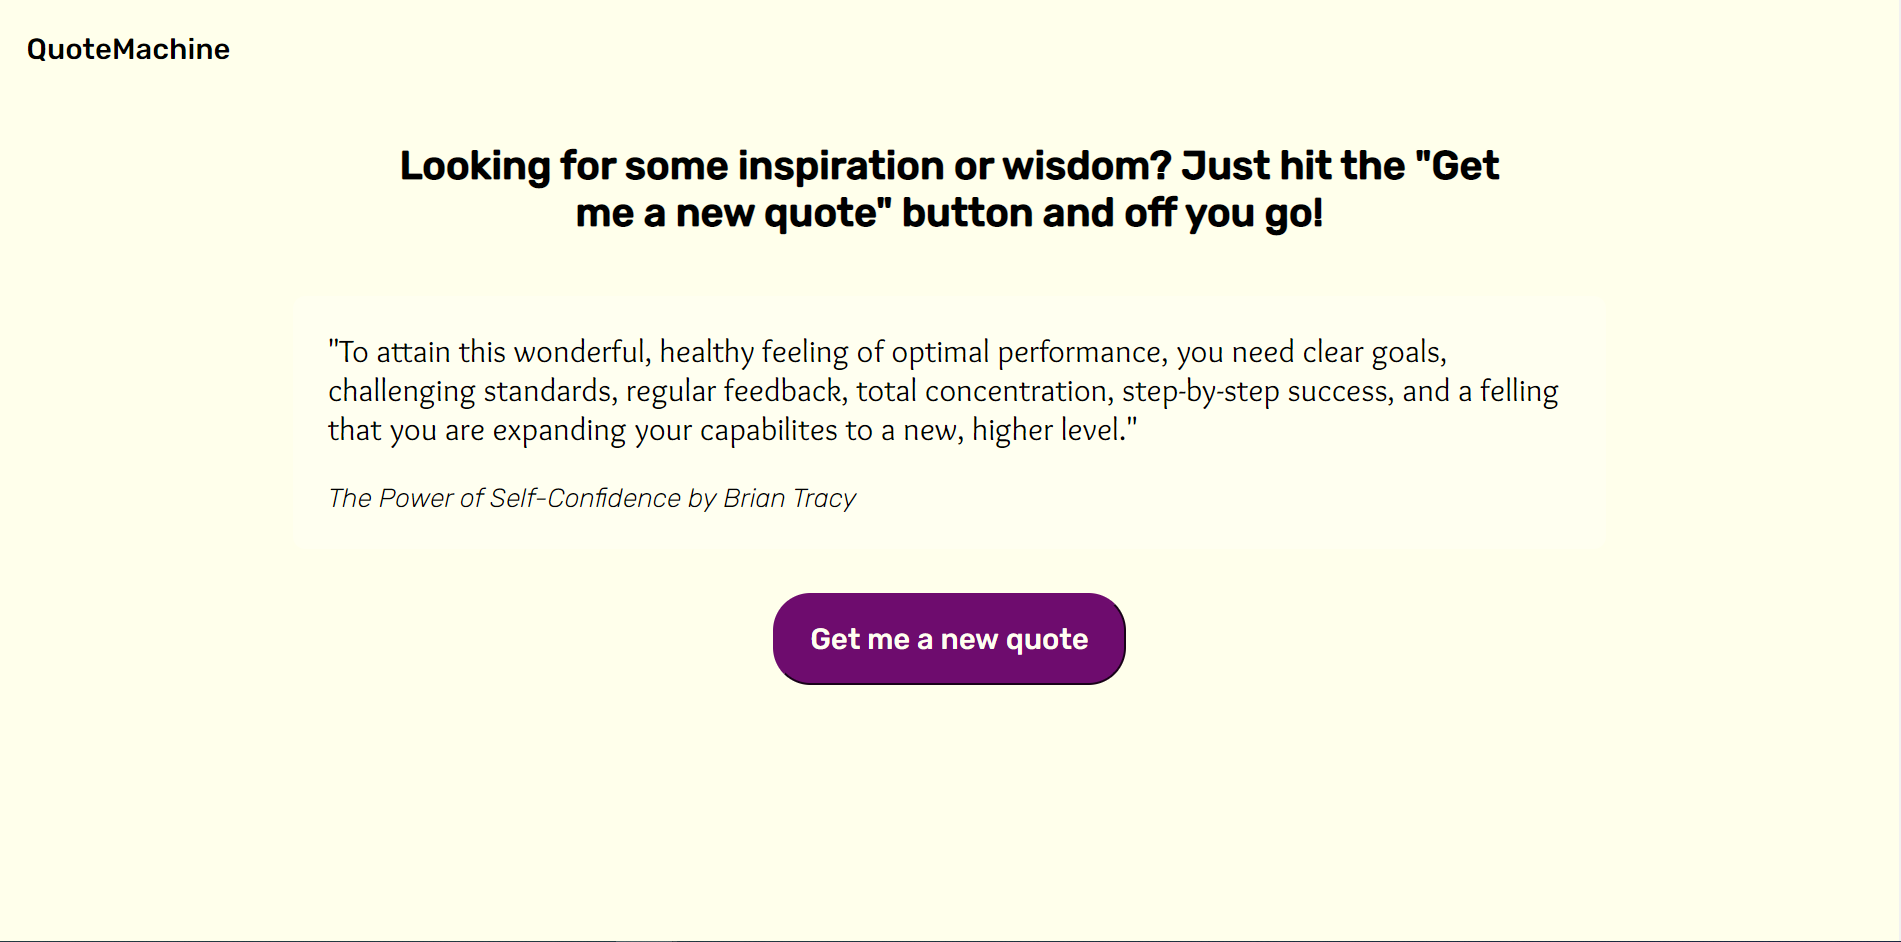 QuoteMachine
Looking for some inspiration or wisdom? Just hit the "Get
me a new quote" button and off you go!
"To attain this wonderful, healthy feeling of optimal performance, you need clear goals,
challenging standards, regular feedback, total concentration, step-by-step success, and a felling
that you are expanding your capabilites to a new, higher level."
The Power of Self-Confidence by Brian Tracy
Get me a new quote